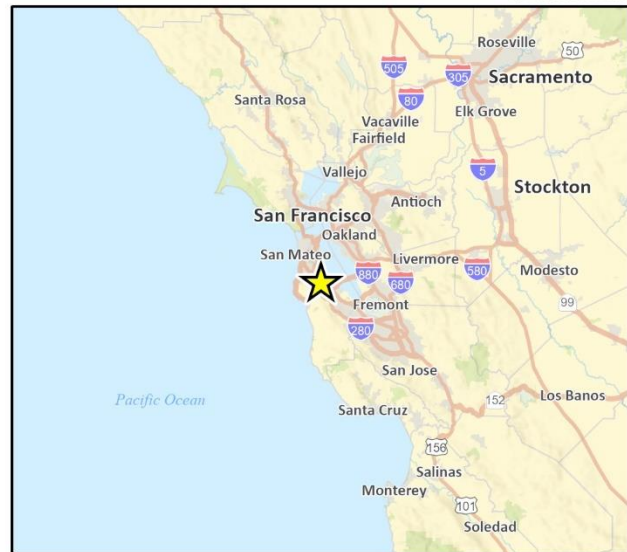 Roseville
50
505
Sacramento
305
Santa Rosa
80
Elk Grove
Vacaville
Fairfield
5
Vallejo
Stockton
Antioch
San Francisco
Oakland
San Mateo
Livermore
880
680
580
Modesto
Fremont
99
280
San Jose
Los Banos
152
Pacific Ocean
Santa Cruz
156
Salinas
Monterey
101
Soledad